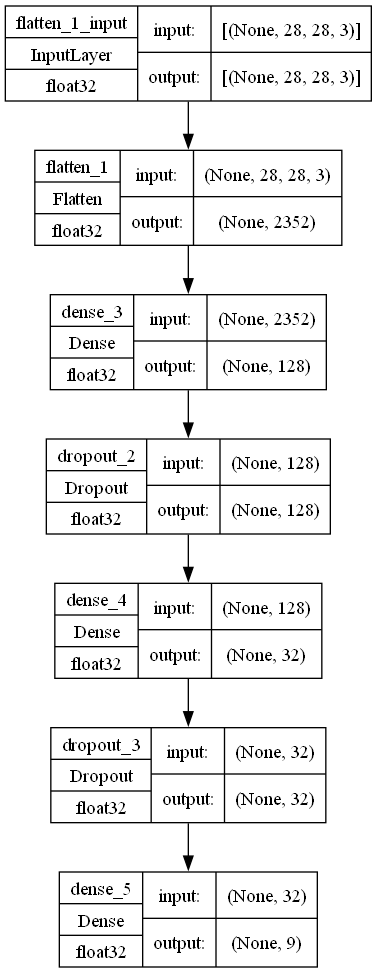 flatten_1_input
InputLayer
float32
input: [(None, 28, 28, 3)]
output: [(None, 28, 28, 3)]
flatten_1
Flatten
float32
input: (None, 28, 28, 3)
output: (None, 2352)
dense_3
Dense
float32
input: (None, 2352)
output: (None, 128)
dropout_2
Dropout
float32
input: (None, 128)
output: (None, 128)
dense_4
Dense
float32
input: (None, 128)
output: (None, 32)
dropout_3
Dropout
float32
input: (None, 32)
output: (None, 32)
dense_5
Dense
float32
input: (None, 32)
output: (None, 9)